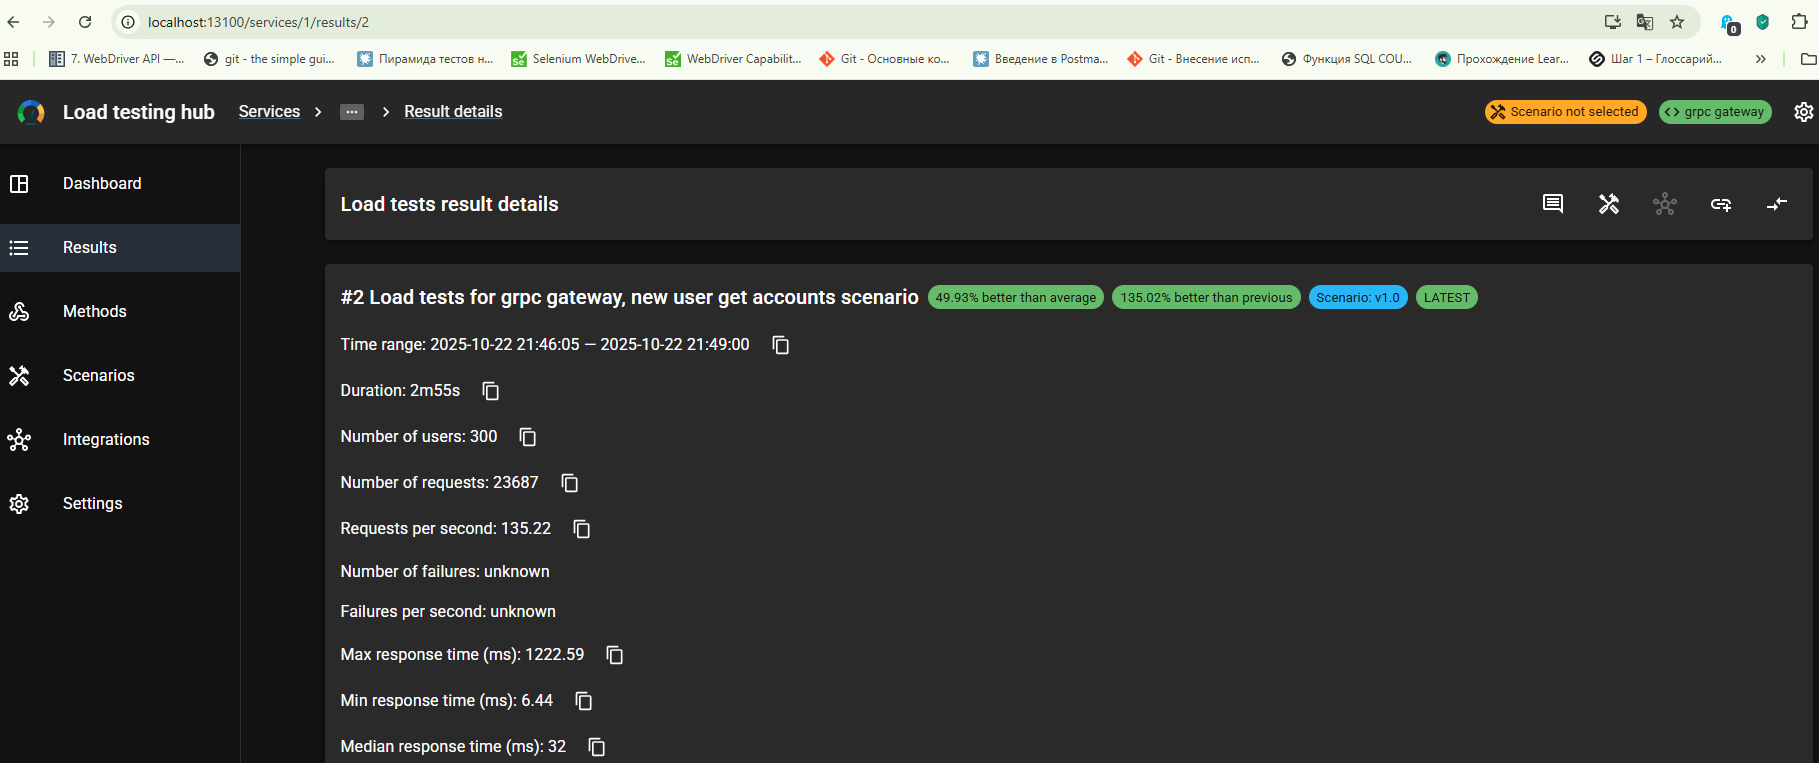 localhost:13100/services/1/results/2
0
7. WebDriver API —... git - the simple gui... Пирамида тестов н... Selenium WebDrive... WebDriver Capabilit... Git - Основные ко... Введение в Postma... Git - Внесение исп... Функция SQL COU... Прохождение Lear... Шаг 1 – Глоссарий... »
Load testing hub Services > ... > Result details Scenario not selected <> grpc gateway
Dashboard
Results
Methods
Scenarios
Integrations
Settings
Load tests result details
#2 Load tests for grpc gateway, new user get accounts scenario 49.93% better than average 135.02% better than previous Scenario: v1.0 LATEST
Time range: 2025-10-22 21:46:05 — 2025-10-22 21:49:00
Duration: 2m55s
Number of users: 300
Number of requests: 23687
Requests per second: 135.22
Number of failures: unknown
Failures per second: unknown
Max response time (ms): 1222.59
Min response time (ms): 6.44
Median response time (ms): 32